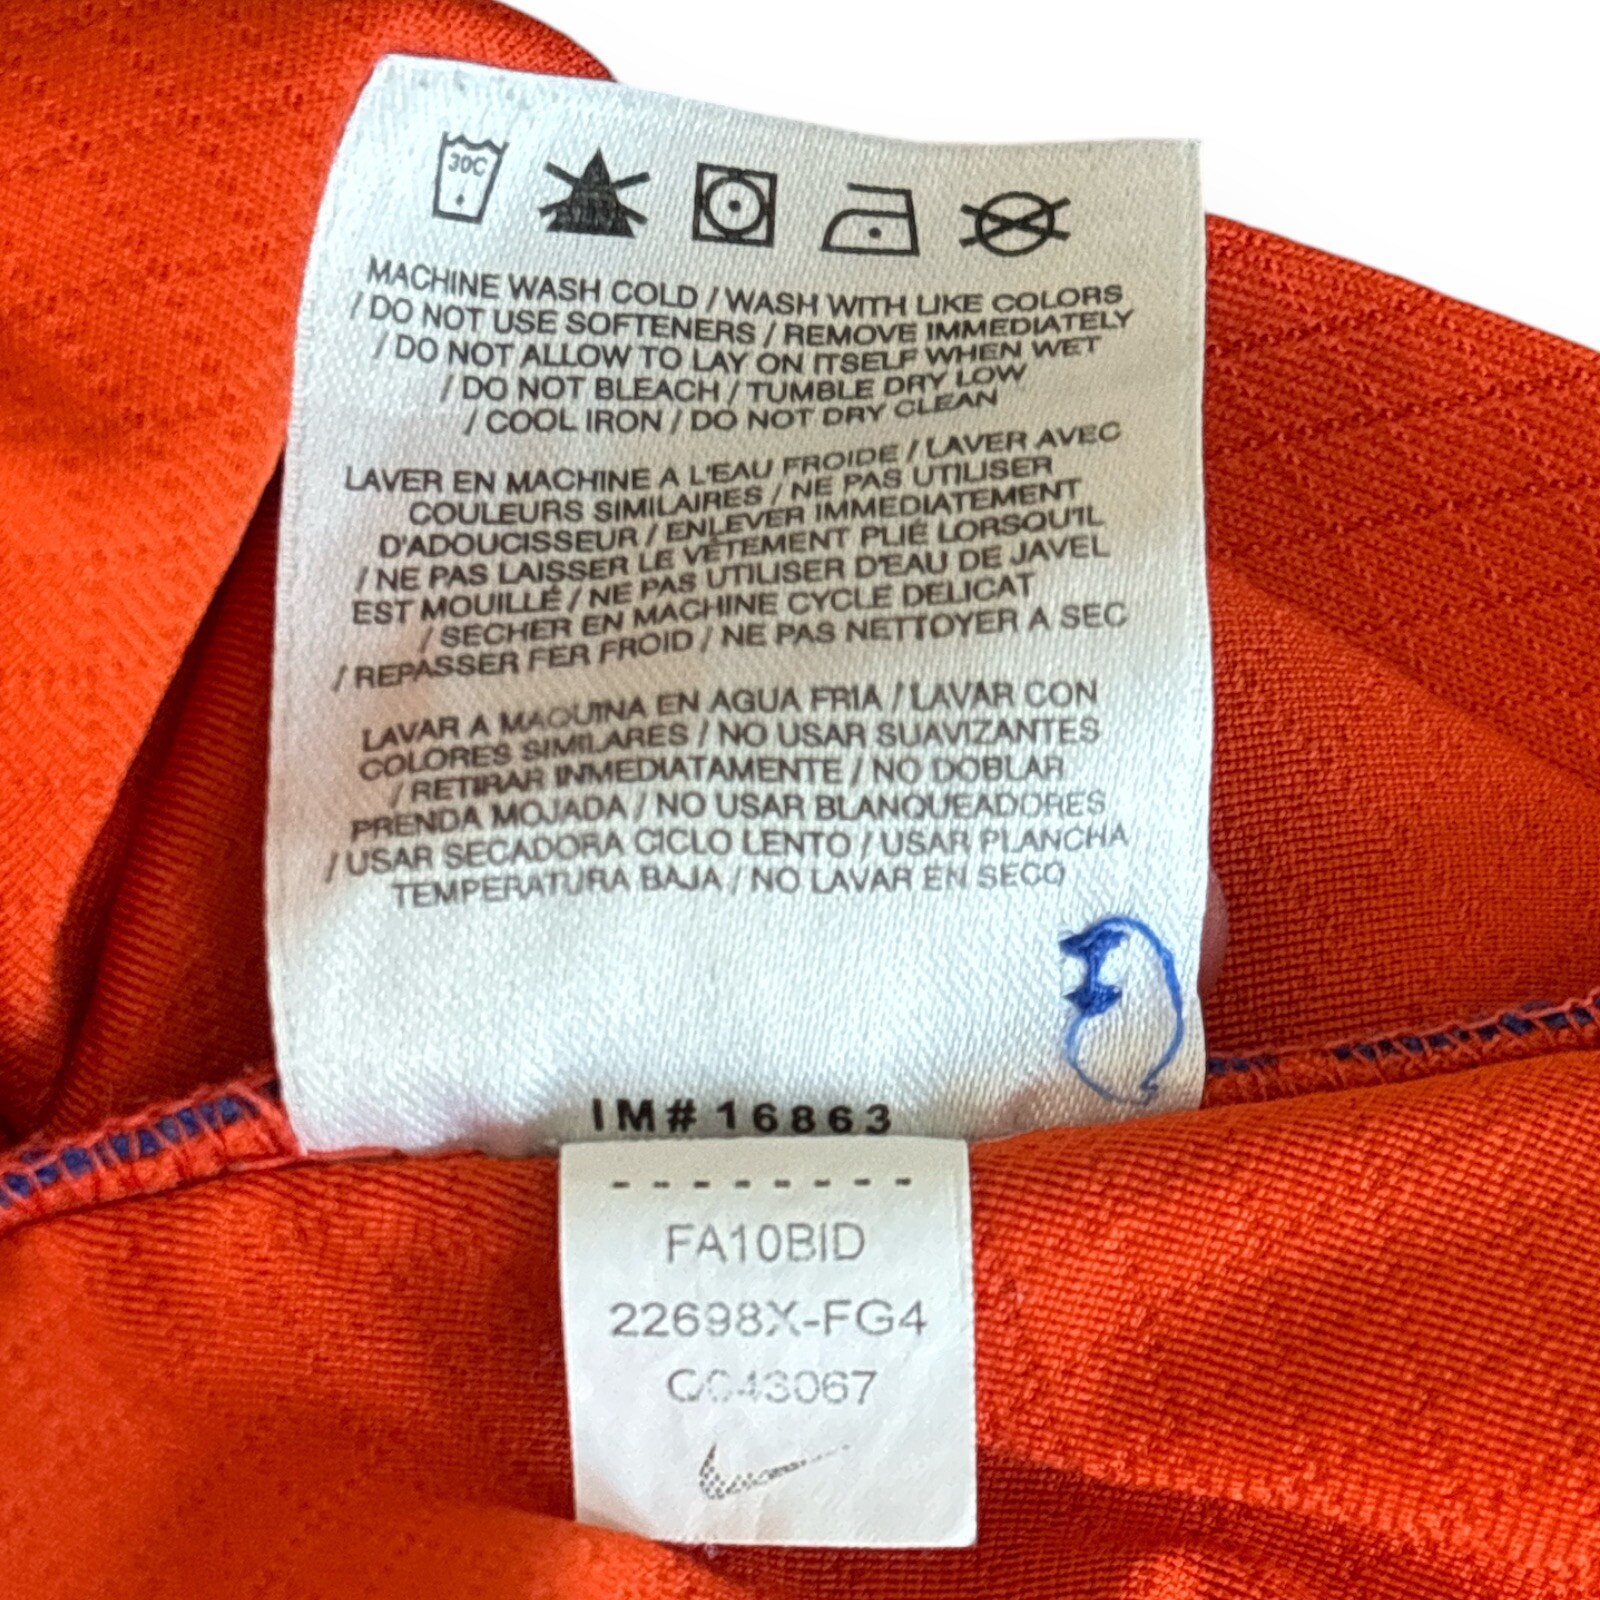 30C
MACHINE WASH COLD / WASH WITH LIKE COLORS
/ DO NOT USE SOFTENERS / REMOVE IMMEDIATELY
/ DO NOT ALLOW TO LAY ON ITSELF WHEN WET
/ DO NOT BLEACH / TUMBLE DRY LOW
/ COOL IRON / DO NOT DRY CLEAN
LAVER EN MACHINE A L'EAU FROIDE / LAVER AVEC
COULEURS SIMILAIRES / NE PAS UTILISER
D'ADOUCISSEUR / ENLEVER IMMEDIATEMENT
/ NE PAS LAISSER LE VÊTEMENT PLIÉ LORSQU'IL
EST MOUILLÉ / NE PAS UTILISER D'EAU DE JAVEL
/ SECHER EN MACHINE CYCLE DELICAT
/ REPASSER FER FROID / NE PAS NETTOYER A SEC
LAVAR A MAQUINA EN AGUA FRIA / LAVAR CON
COLORES SIMILARES / NO USAR SUAVIZANTES
/ RETIRAR INMEDIATAMENTE / NO DOBLAR
PRENDA MOJADA / NO USAR BLANQUEADORES
/ USAR SECADORA CICLO LENTO / USAR PLANCHA
TEMPERATURA BAJA / NO LAVAR EN SECO
IM# 16863
FA10BID
22698X-FG4